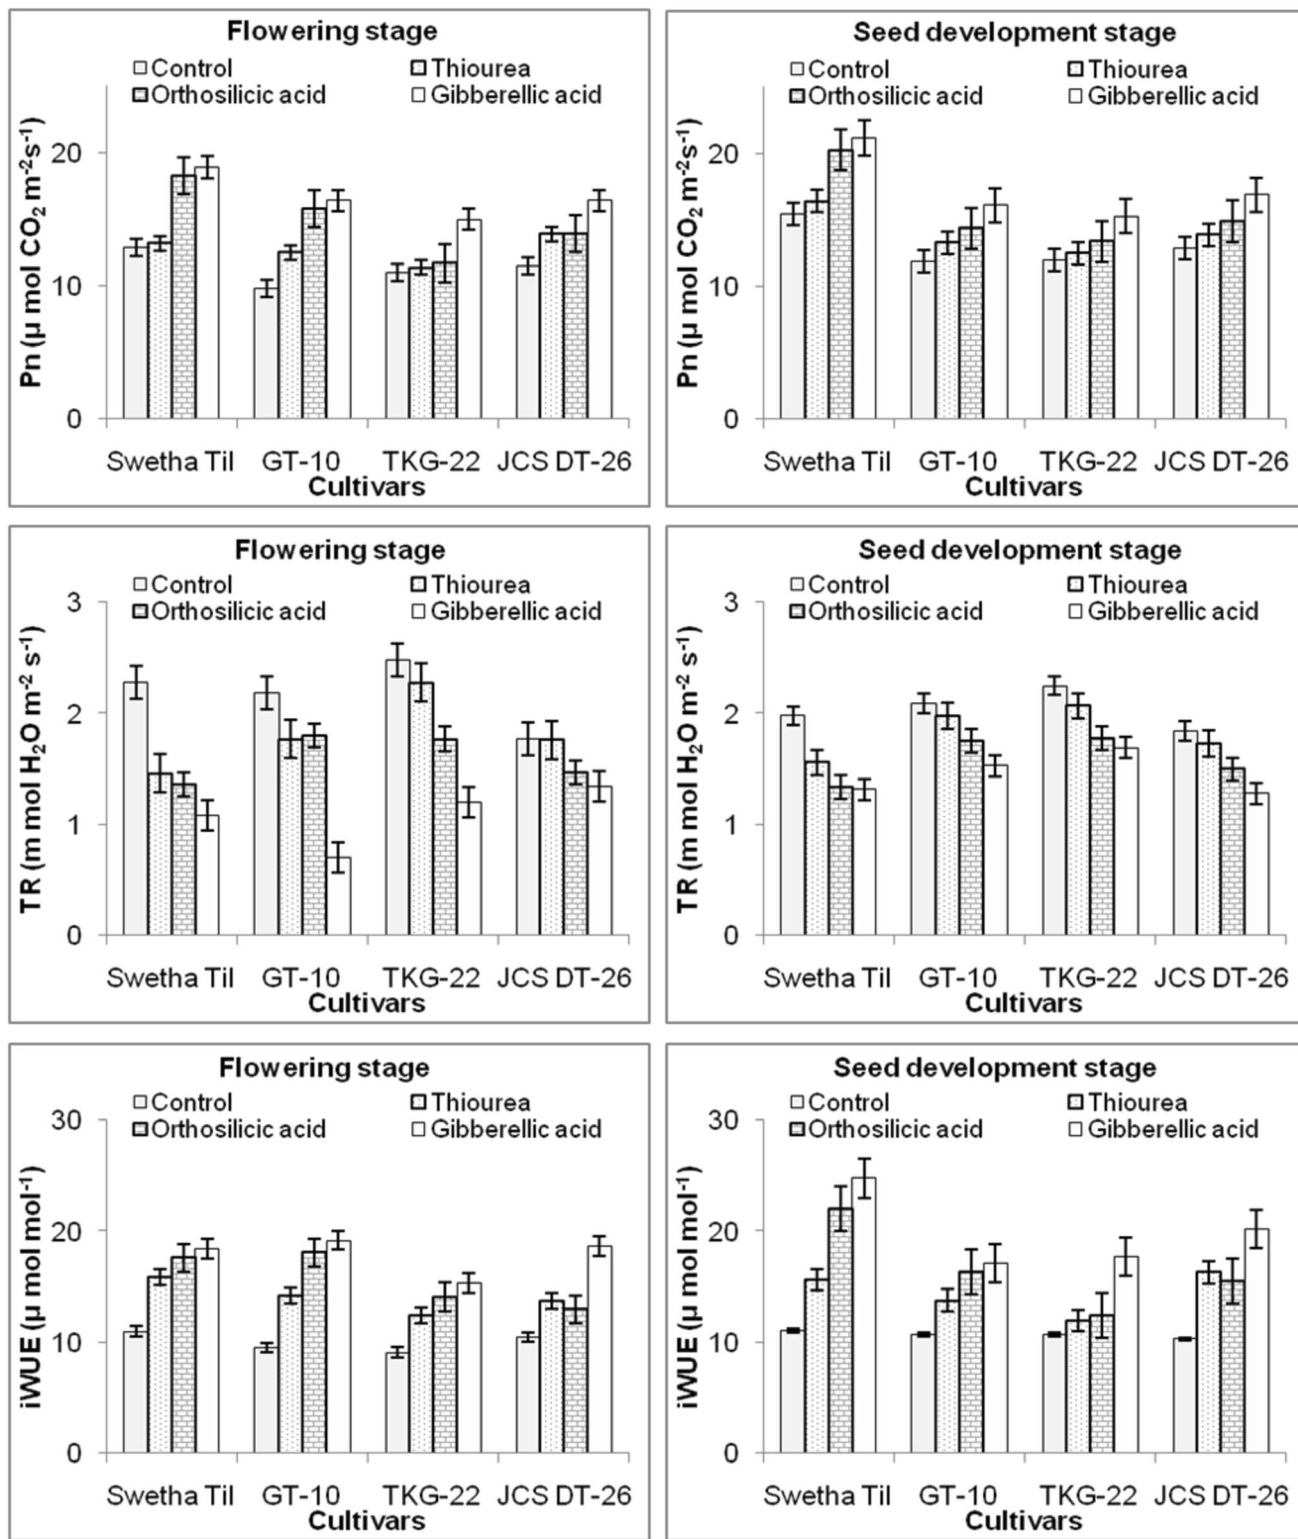 Flowering stage
Control Thiourea
Orthosilicic acid Gibberellic acid
Pn (µ mol CO₂ m⁻²s⁻¹)
20
10
0
Swetha Til GT-10 TKG-22 JCS DT-26
Cultivars
Seed development stage
Control Thiourea
Orthosilicic acid Gibberellic acid
Pn (µ mol CO₂ m⁻²s⁻¹)
20
10
0
Swetha Til GT-10 TKG-22 JCS DT-26
Cultivars
Flowering stage
Control Thiourea
Orthosilicic acid Gibberellic acid
TR (m mol H₂O m⁻² s⁻¹)
3
2
1
0
Swetha Til GT-10 TKG-22 JCS DT-26
Cultivars
Seed development stage
Control Thiourea
Orthosilicic acid Gibberellic acid
TR (m mol H₂O m⁻² s⁻¹)
3
2
1
0
Swetha Til GT-10 TKG-22 JCS DT-26
Cultivars
Flowering stage
Control Thiourea
Orthosilicic acid Gibberellic acid
iWUE (µ mol mol⁻¹)
30
20
10
0
Swetha Til GT-10 TKG-22 JCS DT-26
Cultivars
Seed development stage
Control Thiourea
Orthosilicic acid Gibberellic acid
iWUE (µ mol mol⁻¹)
30
20
10
0
Swetha Til GT-10 TKG-22 JCS DT-26
Cultivars